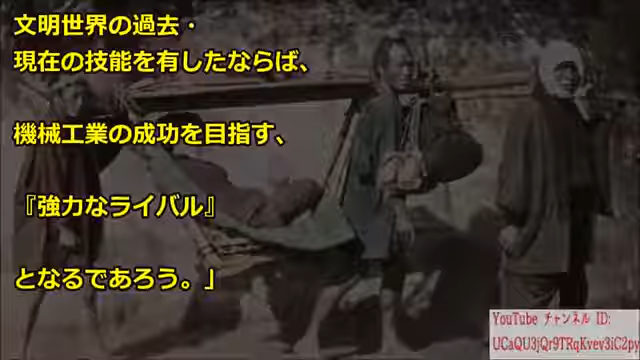 文明世界の過去・
現在の技能を有したならば、
機械工業の成功を目指す、
『強力なライバル』
となるであろう。」
YouTube チャンネル ID:
UCaQU3jQr9TRqKvev3iC2py